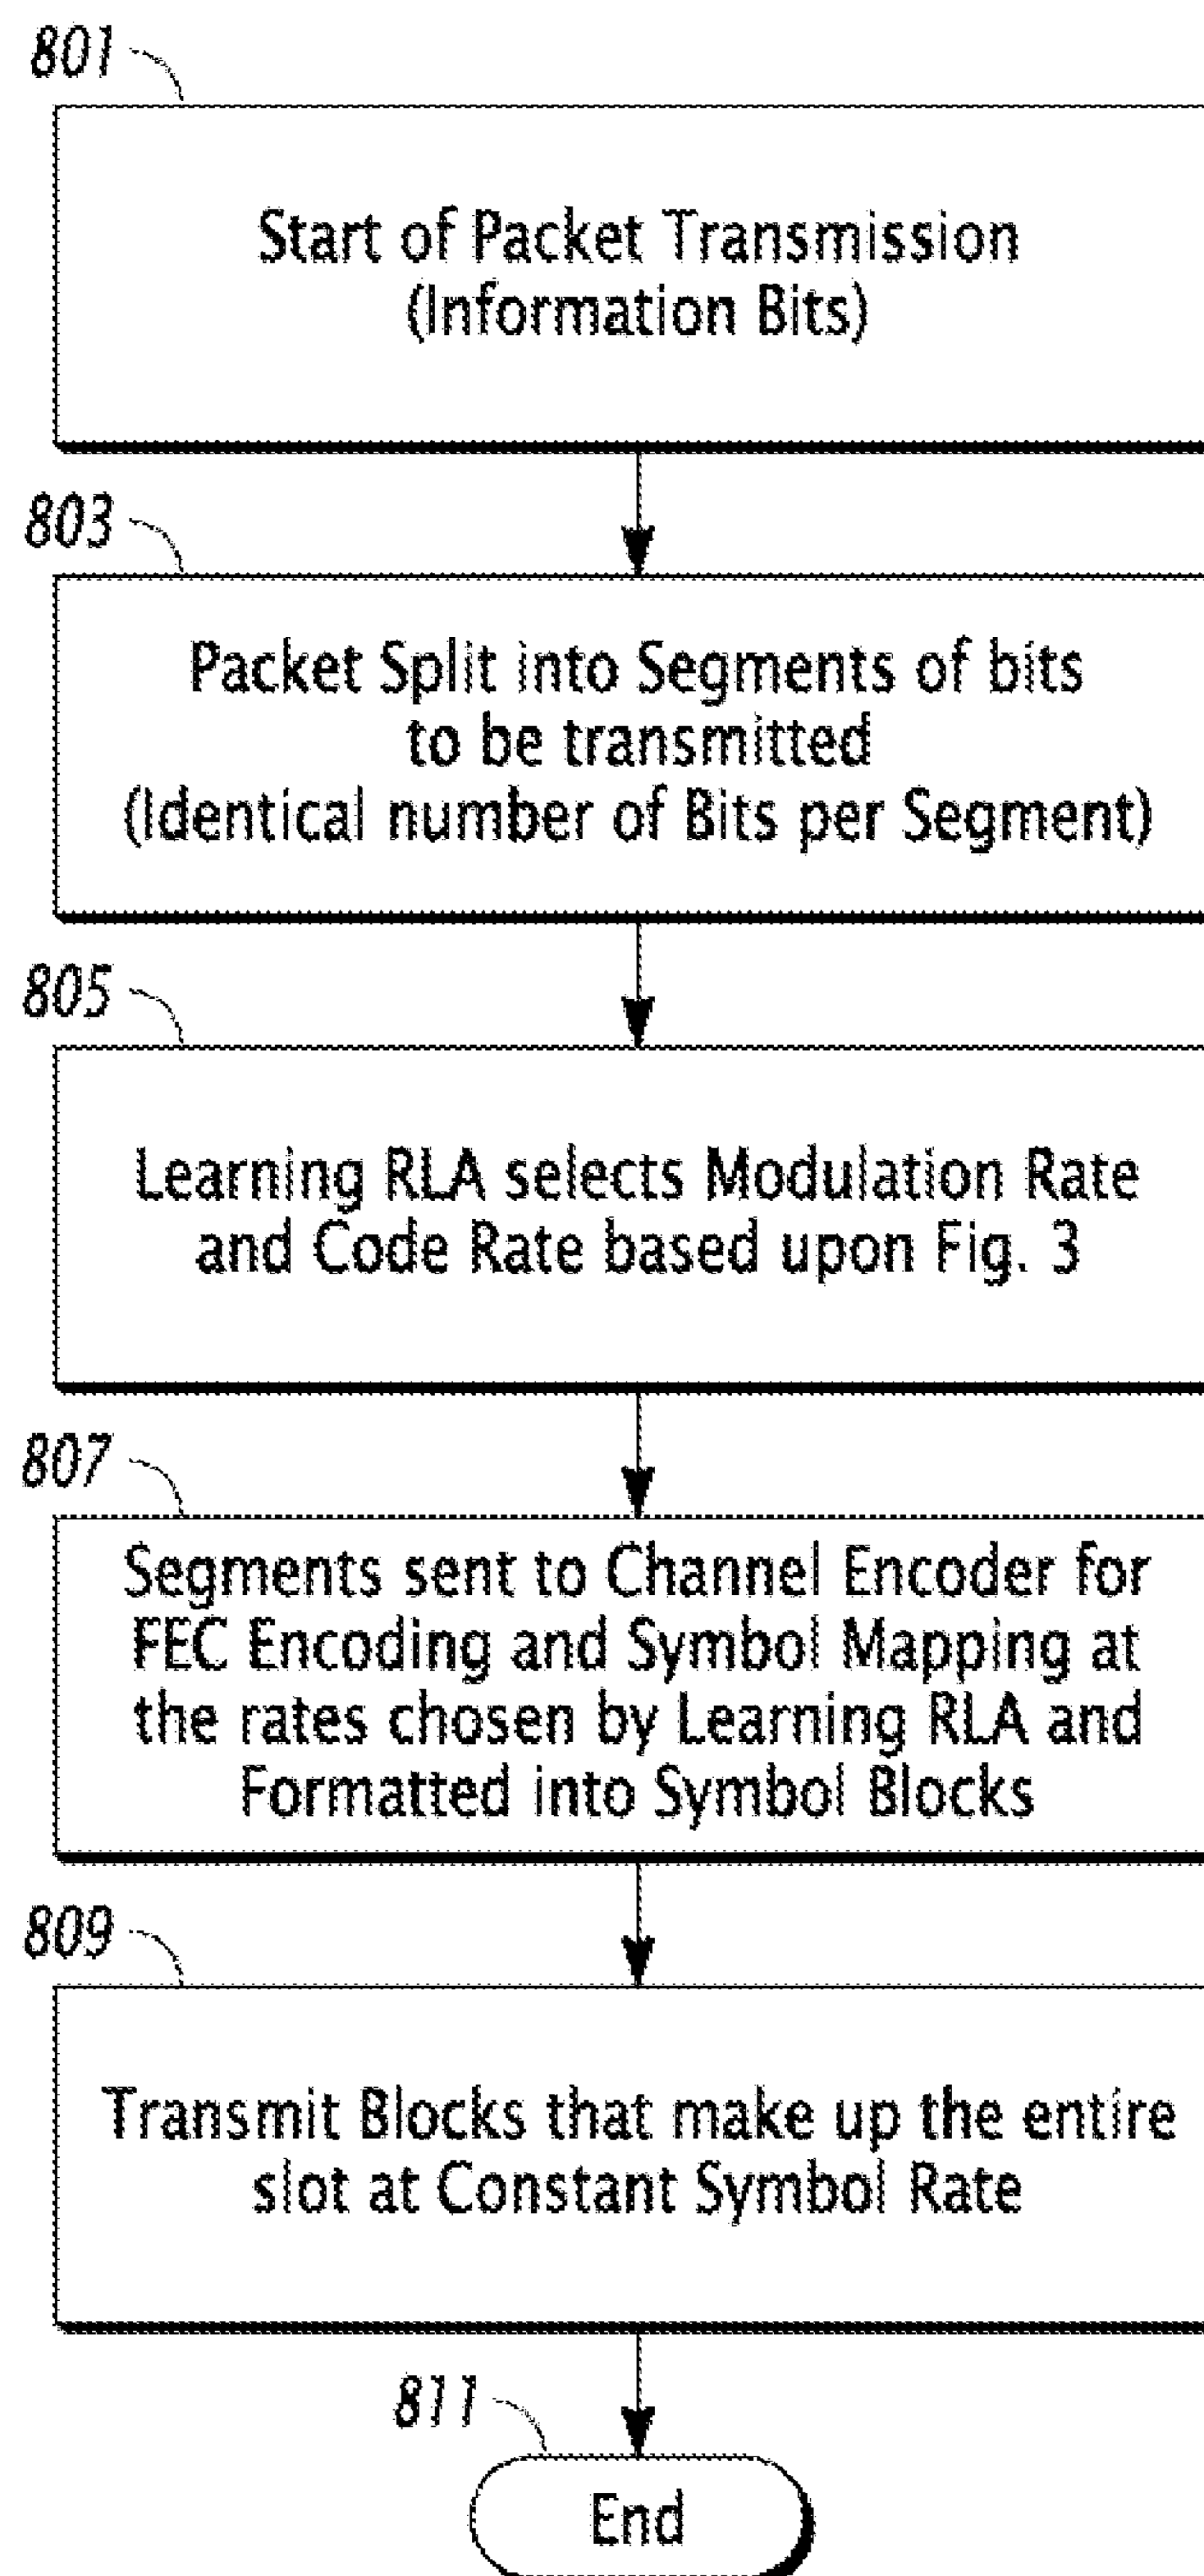 801
Start of Packet Transmission
(Information Bits)
803
Packet Split into Segments of bits
to be transmitted
(Identical number of Bits per Segment)
805
Learning RLA selects Modulation Rate
and Code Rate based upon Fig. 3
807
Segments sent to Channel Encoder for
FEC Encoding and Symbol Mapping at
the rates chosen by Learning RLA and
Formatted into Symbol Blocks
809
Transmit Blocks that make up the entire
slot at Constant Symbol Rate
811
End